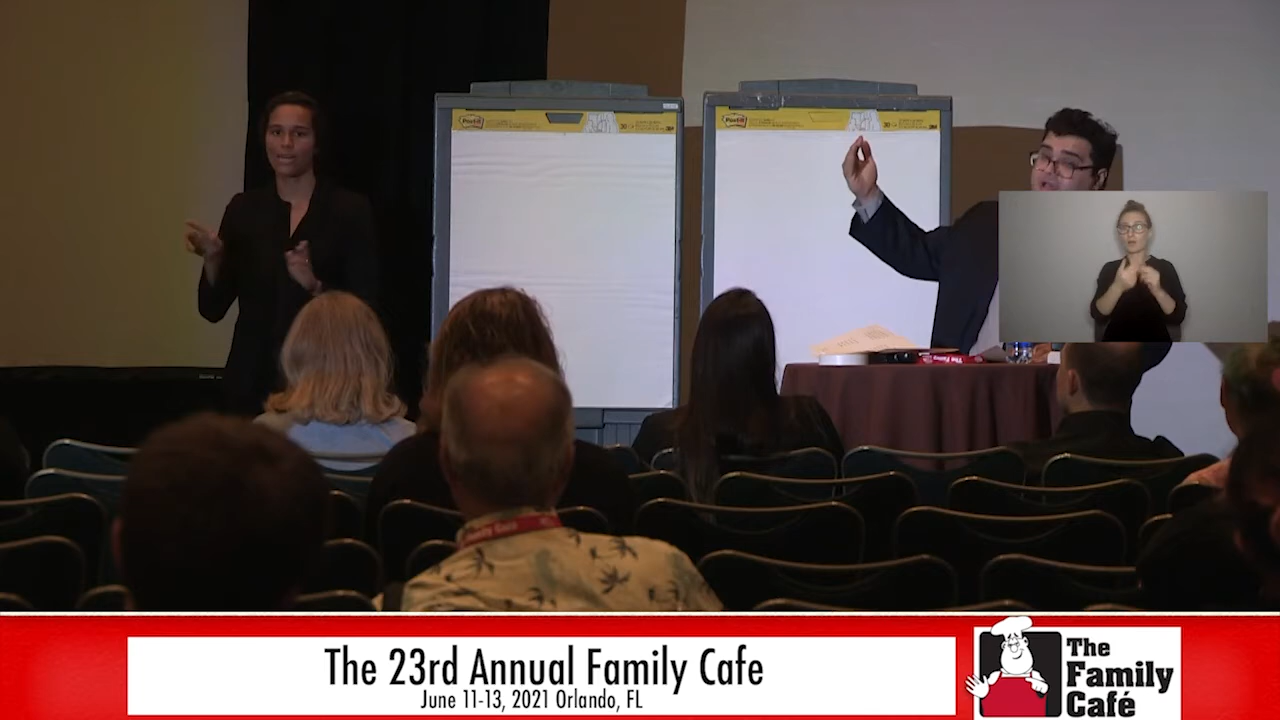 Post-it
Post-it
The 23rd Annual Family Cafe
June 11-13, 2021 Orlando, FL
The
Family
Café